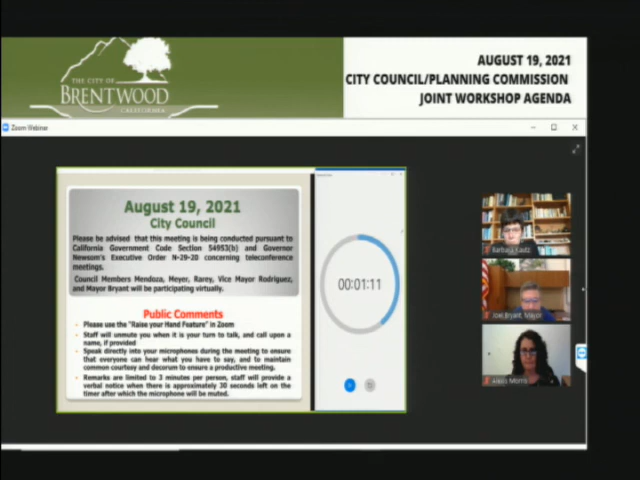 THE CITY OF
BRENTWOOD
CALIFORNIA
AUGUST 19, 2021
CITY COUNCIL/PLANNING COMMISSION
JOINT WORKSHOP AGENDA
Zoom Webinar
August 19, 2021
City Council
Please be advised that this meeting is being conducted pursuant to
California Government Code Section 54953(b) and Governor
Newsom's Executive Order N-29-20 concerning teleconference
meetings.
Council Members Mendoza, Meyer, Rarey, Vice Mayor Rodriguez,
and Mayor Bryant will be participating virtually.
Public Comments
• Please use the "Raise your Hand Feature" in Zoom
• Staff will unmute you when it is your turn to talk, and call upon a
name, if provided
• Speak directly into your microphones during the meeting to ensure
that everyone can hear what you have to say, and to maintain
common courtesy and decorum to ensure a productive meeting.
• Remarks are limited to 3 minutes per person, staff will provide a
verbal notice when there is approximately 30 seconds left on the
timer after which the microphone will be muted.
00:01:11
Barbara Kautz
Joel Bryant, Mayor
Alexis Morris